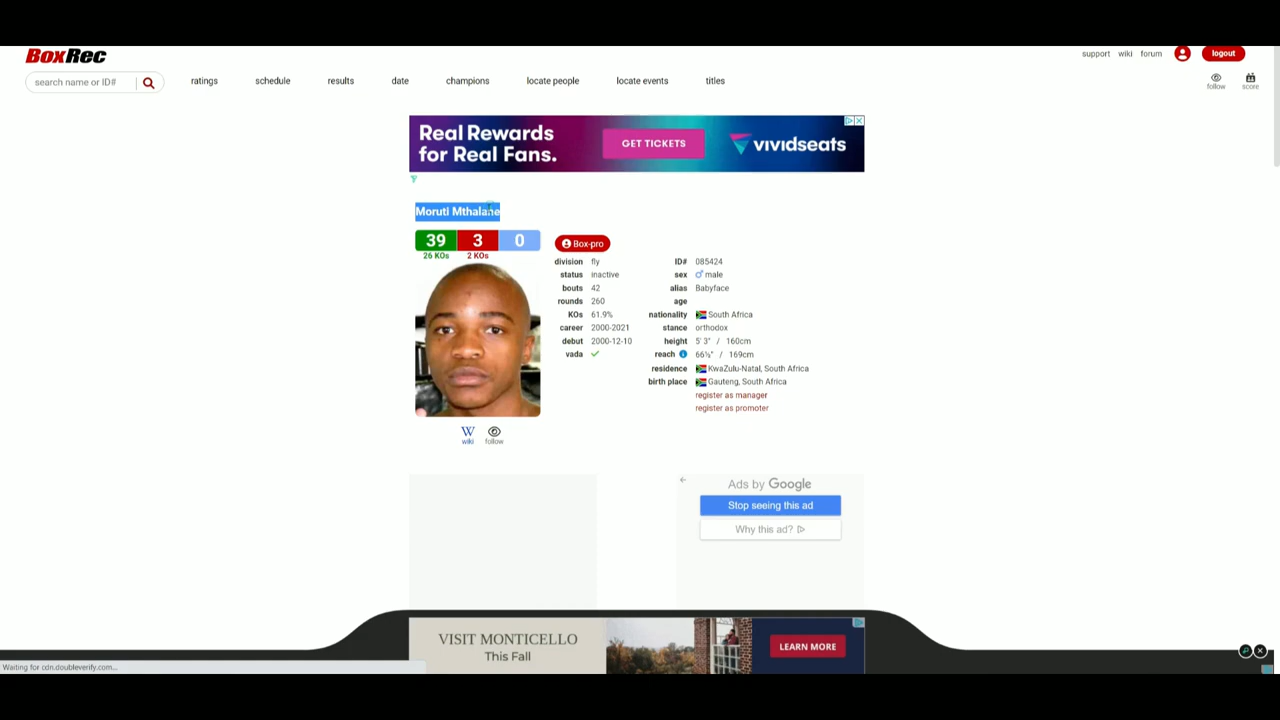 BoxRec
support wiki forum logout
search name or ID#
ratings schedule results date champions locate people locate events titles
follow score
Real Rewards
for Real Fans.
GET TICKETS
vividseats
Moruti Mthalane
39 3 0
26 KOs 2 KOs
Box-pro
division fly
status inactive
bouts 42
rounds 260
KOs 61.9%
career 2000-2021
debut 2000-12-10
vada
ID# 085424
sex male
alias Babyface
age
nationality South Africa
stance orthodox
height 5' 3" / 160cm
reach 66½" / 169cm
residence KwaZulu-Natal, South Africa
birth place Gauteng, South Africa
register as manager
register as promoter
W
wiki follow
Ads by Google
Stop seeing this ad
Why this ad?
VISIT MONTICELLO
This Fall
LEARN MORE
Waiting for cdn.doubleverify.com...